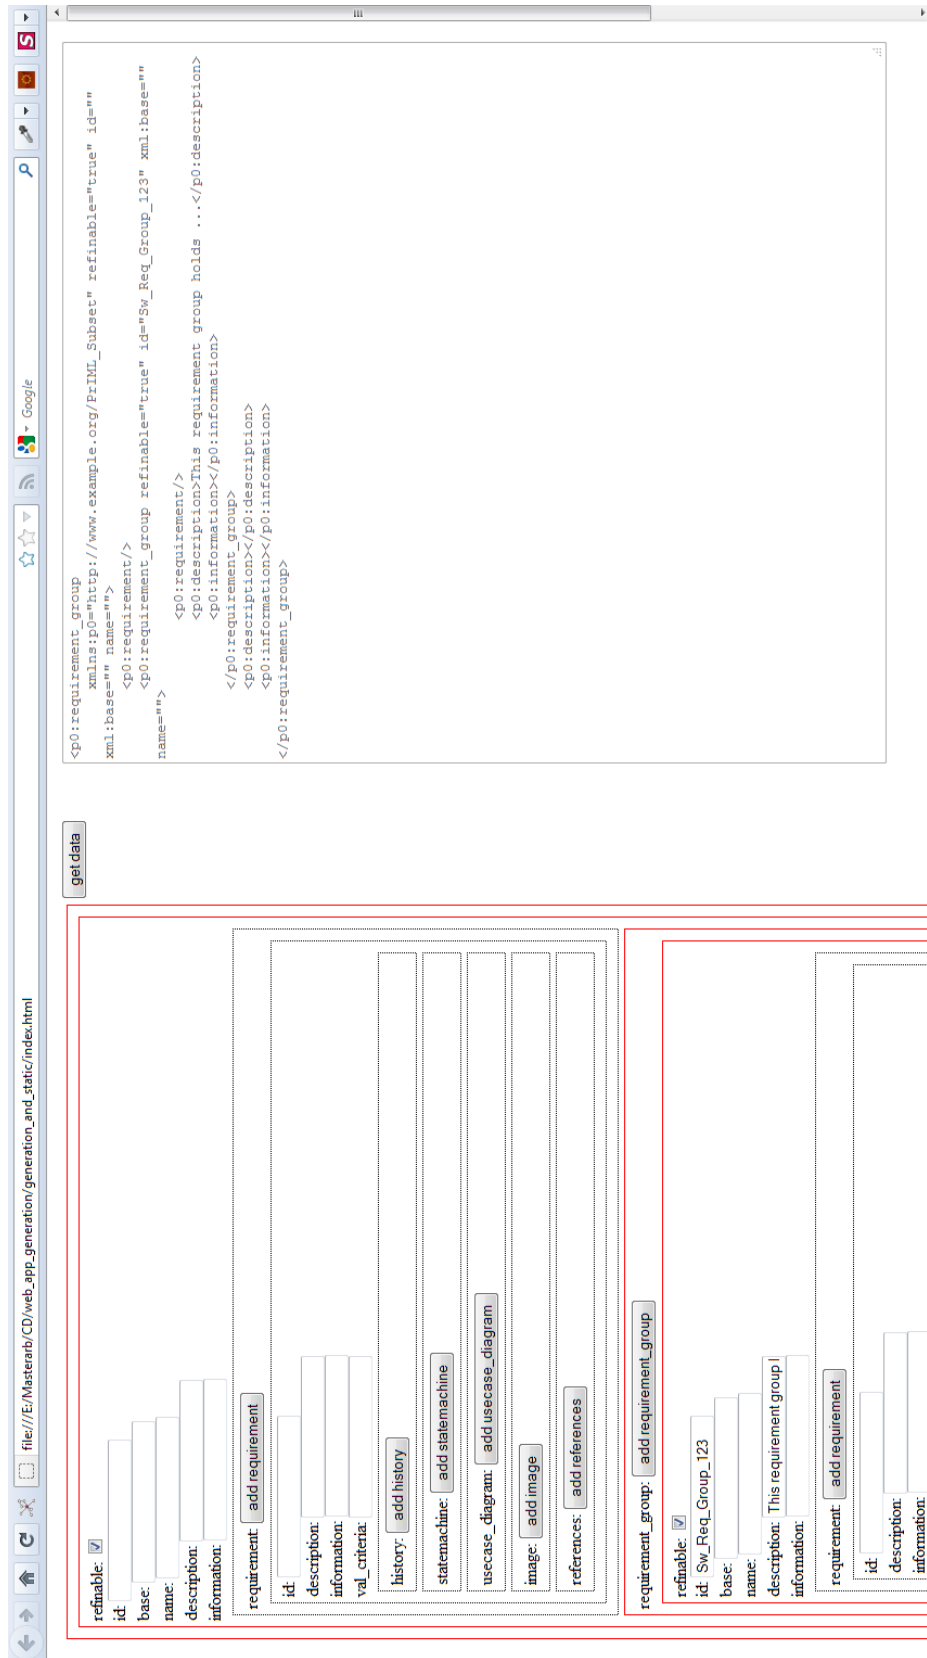 file:///E:/Masterarb/CD/web_app_generation/generation_and_static/index.html
Google
refinable:
id:
base:
name:
description:
information:
requirement: add requirement
id:
description:
information:
val_criteria:
history: add history
statemachine: add statemachine
usecase_diagram: add usecase_diagram
image: add image
references: add references
requirement_group: add requirement_group
refinable:
id: Sw_Req_Group_123
base:
name:
description: This requirement group l
information:
requirement: add requirement
id:
description:
information:
get data
<p0:requirement_group
xmlns:p0="http://www.example.org/PrIML_Subset" refinable="true" id=""
xml:base="" name="">
<p0:requirement/>
<p0:requirement_group refinable="true" id="Sw_Req_Group_123" xml:base=""
name="">
<p0:requirement/>
<p0:description>This requirement group holds ...</p0:description>
<p0:information></p0:information>
</p0:requirement_group>
<p0:description></p0:description>
<p0:information></p0:information>
</p0:requirement_group>